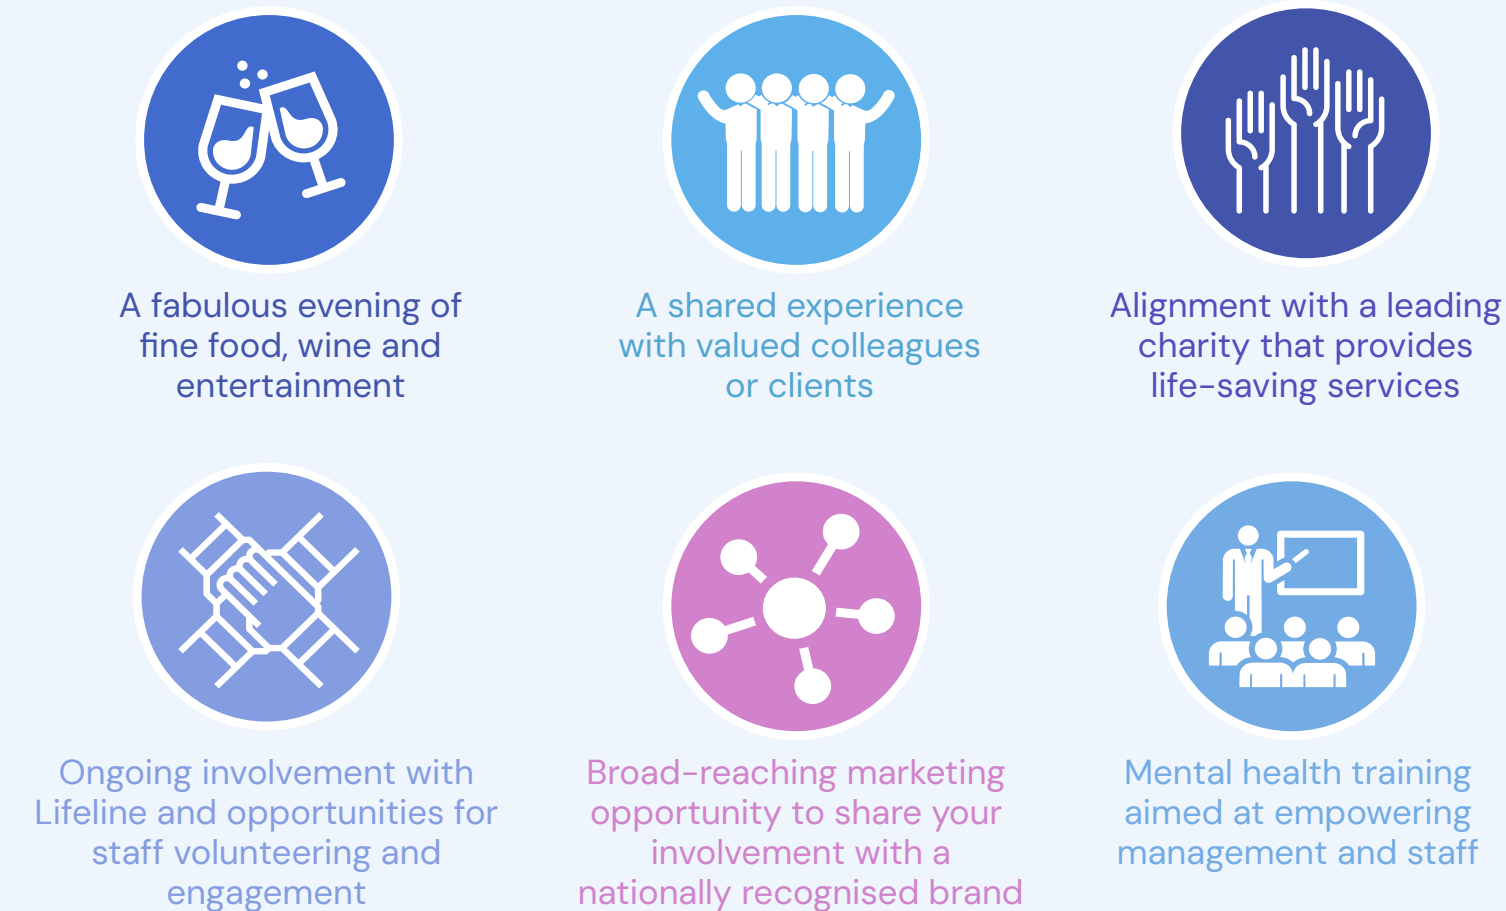 A fabulous evening of
fine food, wine and
entertainment
A shared experience
with valued colleagues
or clients
Alignment with a leading
charity that provides
life-saving services
Ongoing involvement with
Lifeline and opportunities for
staff volunteering and
engagement
Broad-reaching marketing
opportunity to share your
involvement with a
nationally recognised brand
Mental health training
aimed at empowering
management and staff